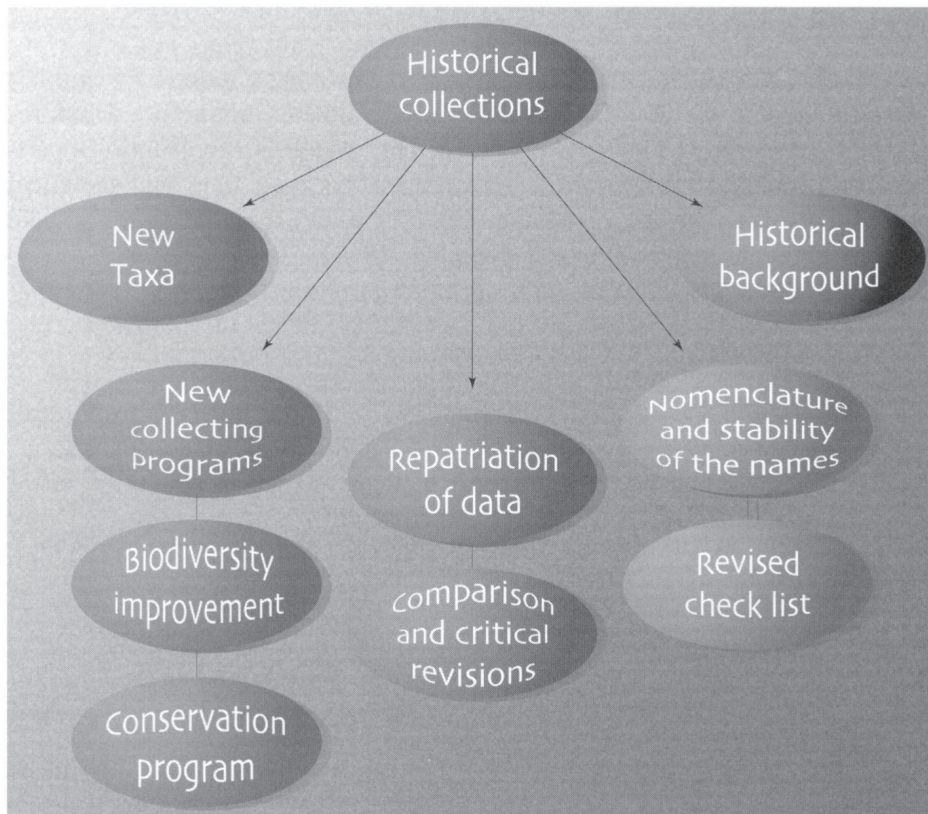 Historical
collections
New
Taxa
Historical
background
New
collecting
programs
Nomenclature
and stability
of the names
Repatriation
of data
Biodiversity
improvement
Revised
check list
Comparison
and critical
revisions
Conservation
program